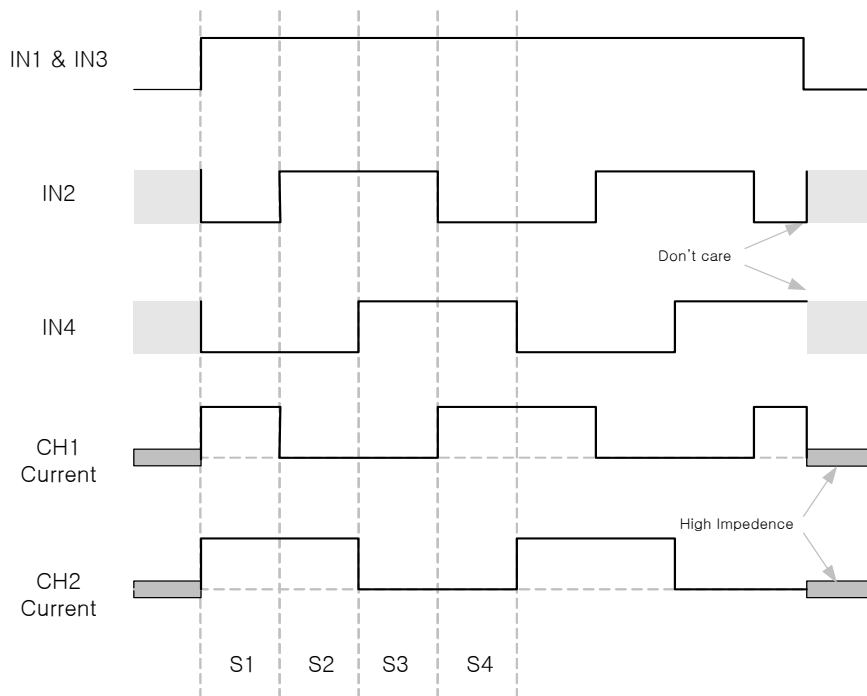 IN1 & IN3
IN2
Don't care
IN4
CH1
Current
High Impedence
CH2
Current
S1
S2
S3
S4